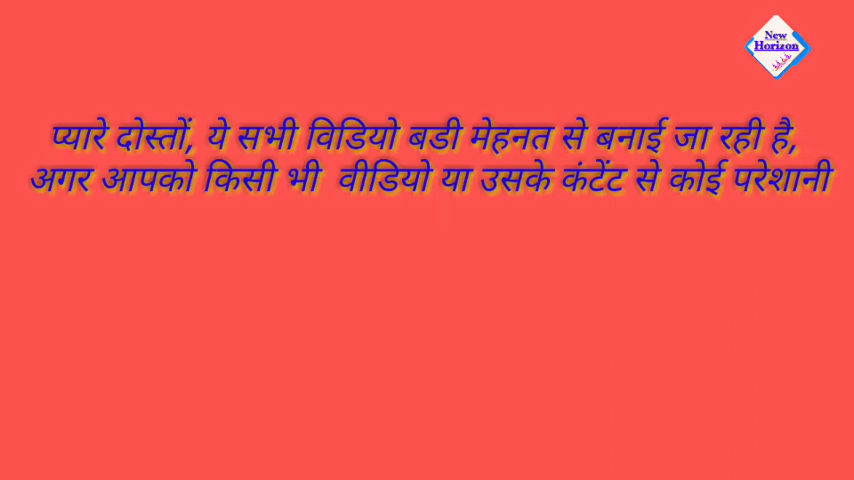 New
Horizon
प्यारे दोस्तों, ये सभी विडियो बडी मेहनत से बनाई जा रही है,
अगर आपको किसी भी वीडियो या उसके कंटेंट से कोई परेशानी